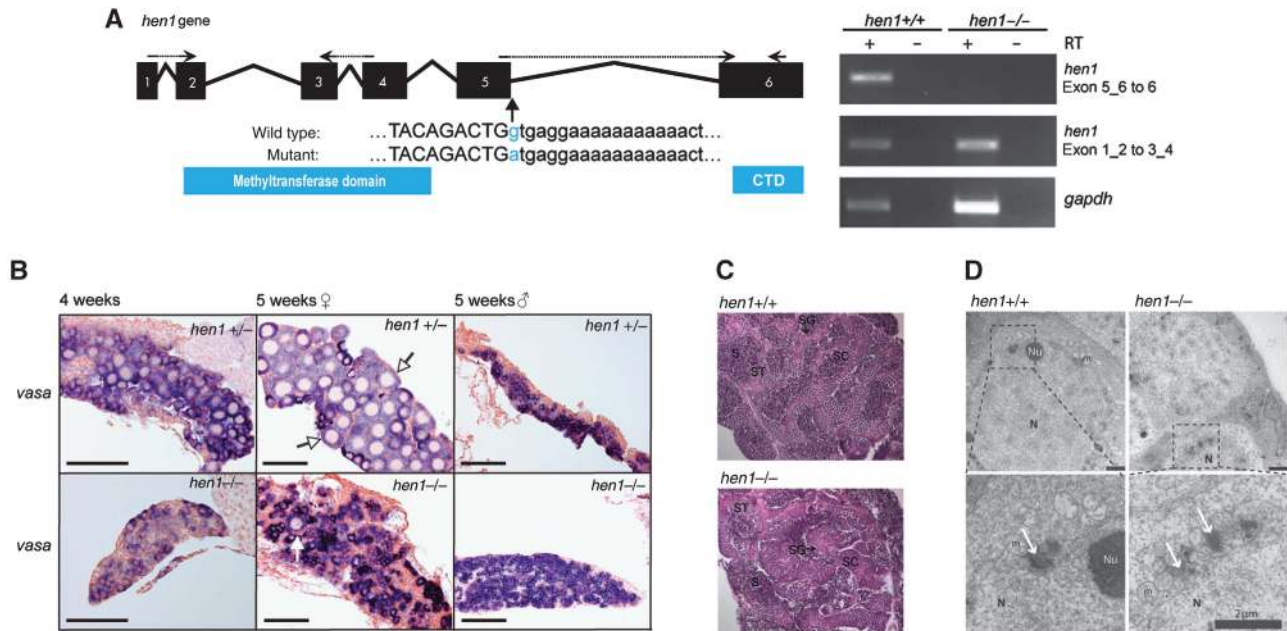 A
hen1 gene
1 2 3 4 5 6
Wild type: ...TACAGACTGgtgaggaaaaaaaaaaaact...
Mutant: ...TACAGACTGatgaggaaaaaaaaaaaact...
Methyltransferase domain
CTD
hen1+/+ hen1–/–
+ – + – RT
hen1
Exon 5_6 to 6
hen1
Exon 1_2 to 3_4
gapdh
B
4 weeks 5 weeks ♀ 5 weeks ♂
hen1 +/– hen1 +/– hen1 +/–
vasa
hen1–/– hen1–/– hen1–/–
vasa
C
hen1+/+
SG
S SC
ST
hen1–/–
ST
SG
SC
S
D
hen1+/+ hen1–/–
Nu m
N N
m Nu
N m N
2μm